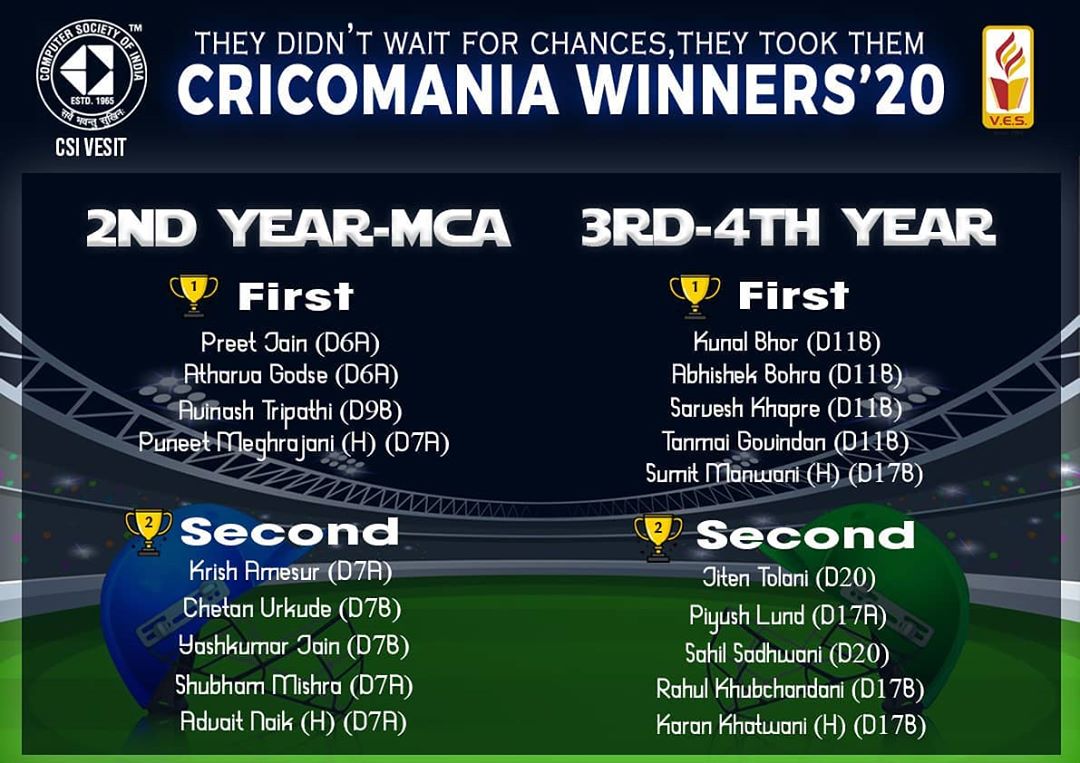 COMPUTER SOCIETY OF INDIA
TM
ESTD. 1965
सर्वे भवन्तु सुखिनः
CSI VESIT
THEY DIDN'T WAIT FOR CHANCES,THEY TOOK THEM
CRICOMANIA WINNERS'20
V.E.S.
2ND YEAR-MCA
1
First
Preet Jain (D6A)
Atharva Godse (D6A)
Avinash Tripathi (D9B)
Puneet Meghrajani (H) (D7A)
2
Second
Krish Amesur (D7A)
Chetan Urkude (D7B)
Yashkumar Jain (D7B)
Shubham Mishra (D7A)
Advait Naik (H) (D7A)
3RD-4TH YEAR
1
First
Kunal Bhor (D11B)
Abhishek Bohra (D11B)
Sarvesh Khapre (D11B)
Tanmai Govindan (D11B)
Sumit Manwani (H) (D17B)
2
Second
Jiten Tolani (D20)
Piyush Lund (D17A)
Sahil Sadhwani (D20)
Rahul Khubchandani (D17B)
Karan Khatwani (H) (D17B)